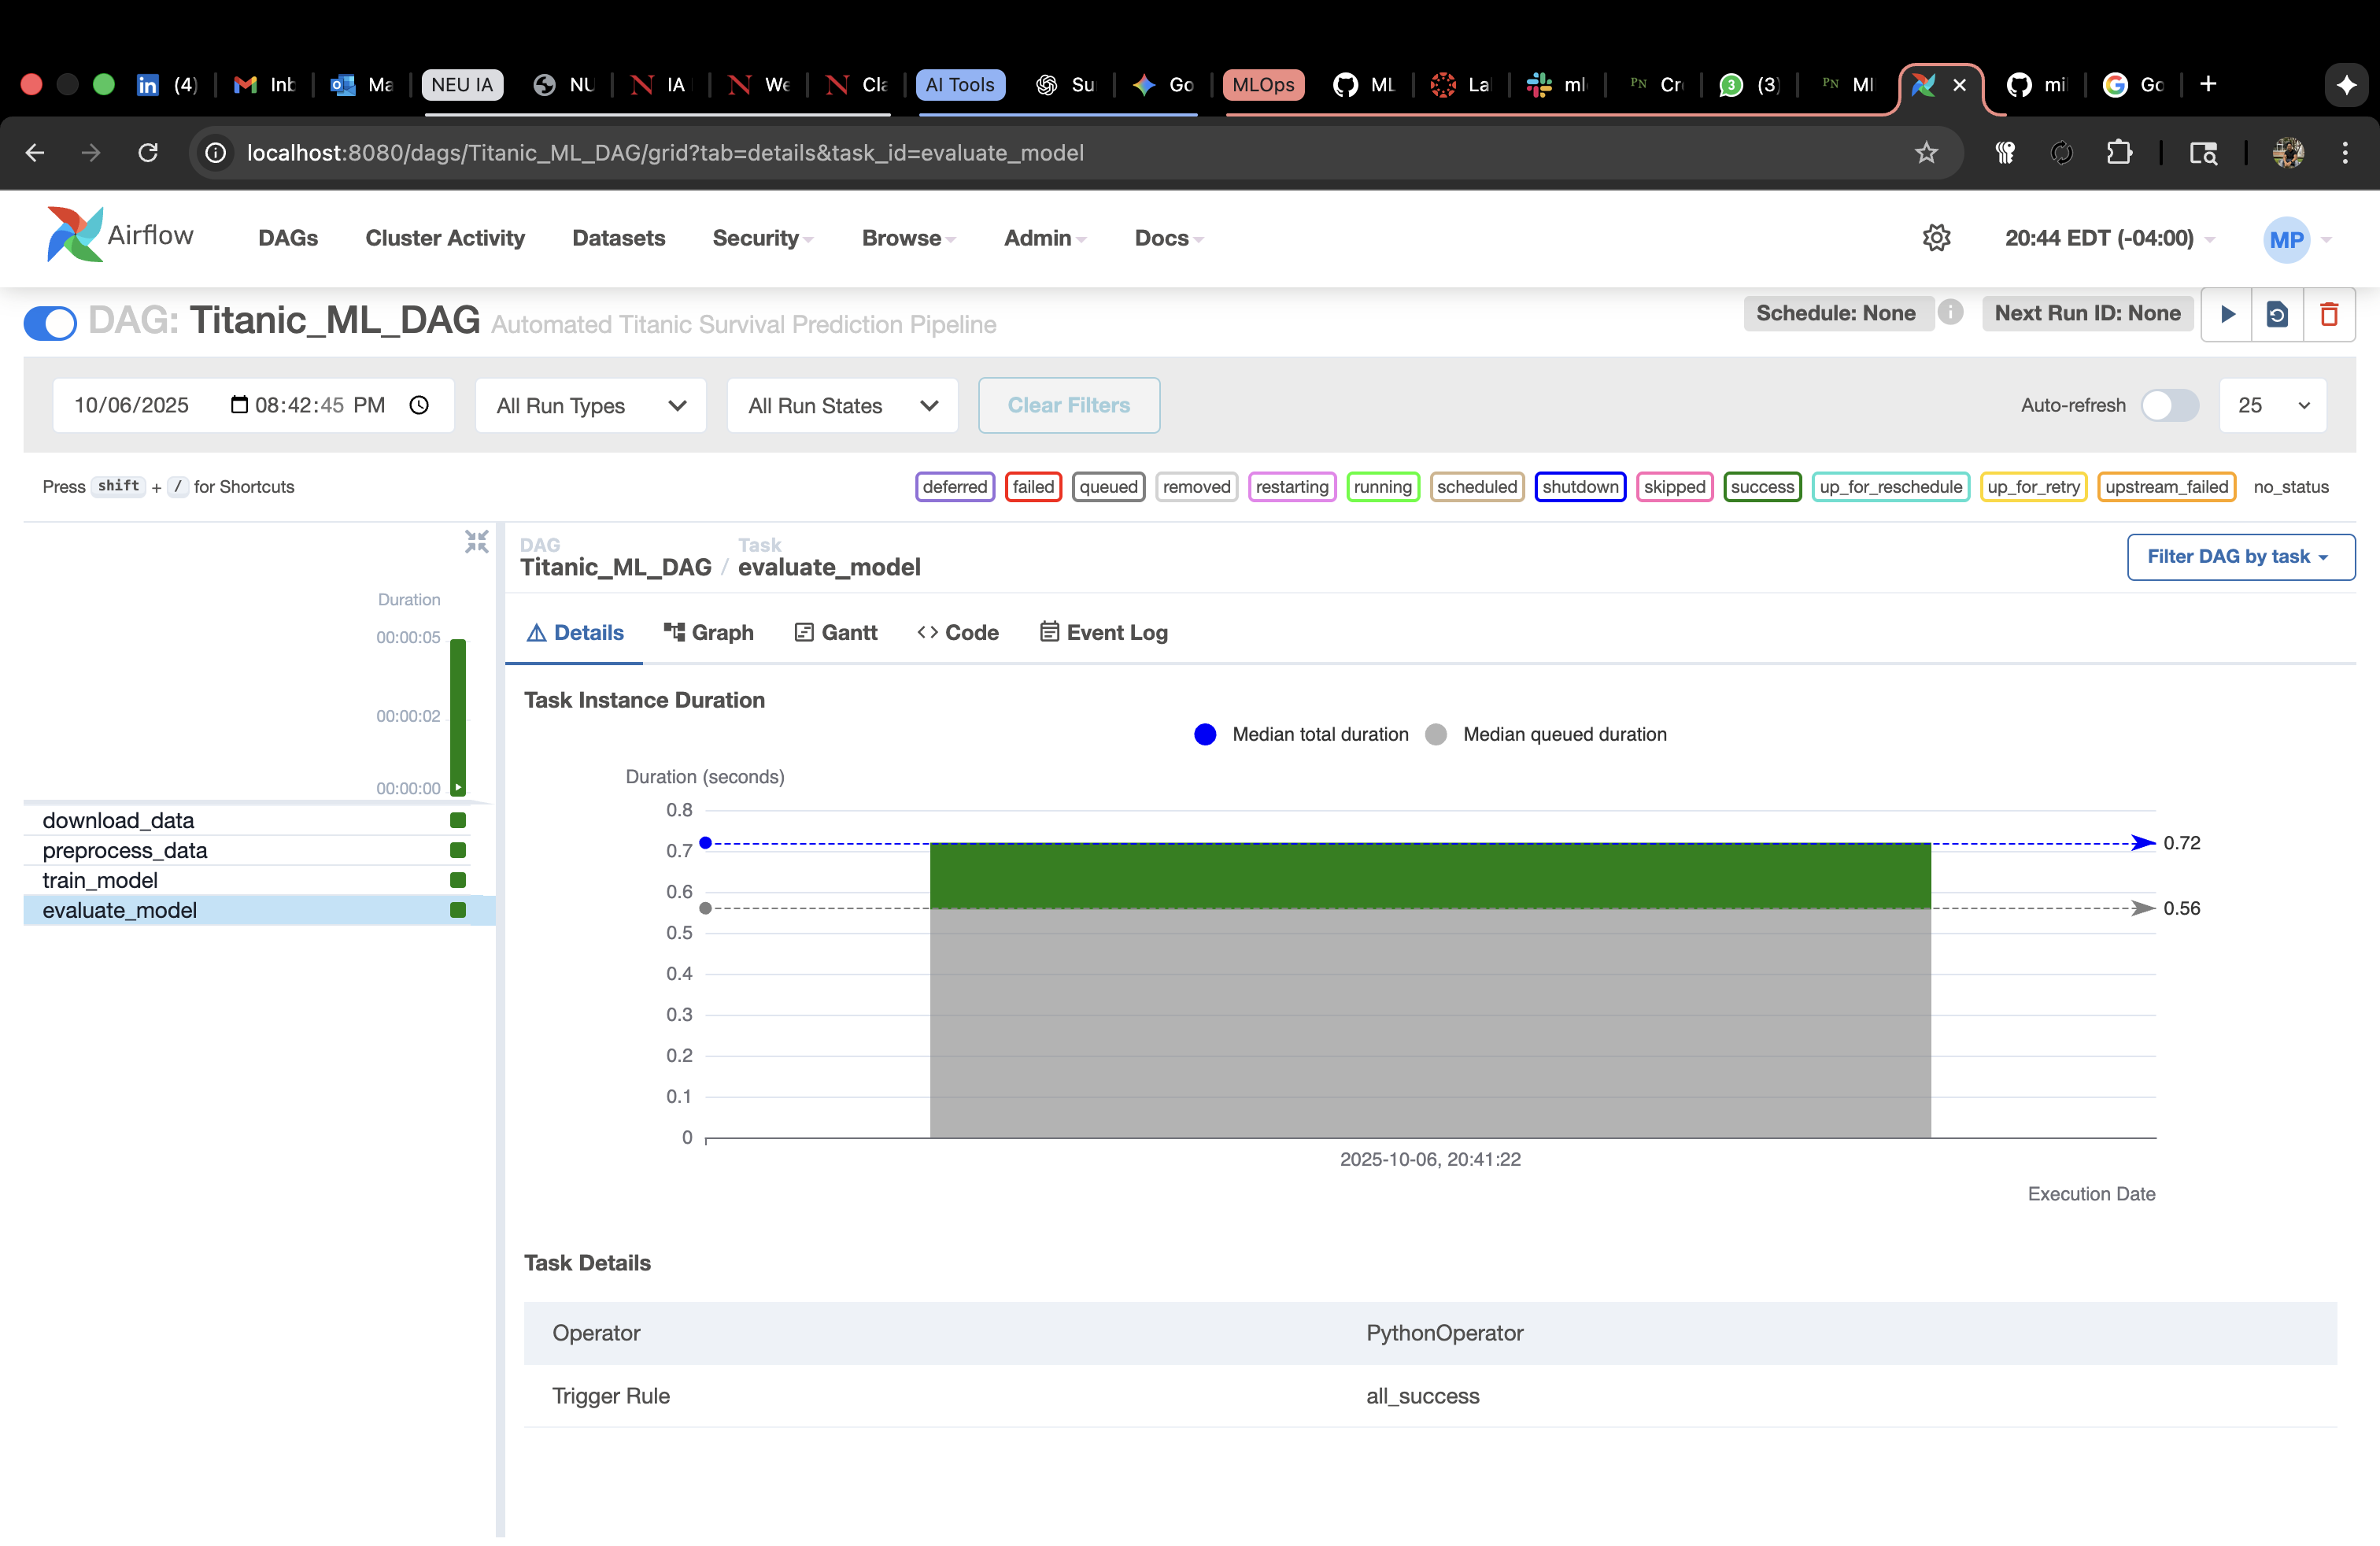 (4) Inb Ma NEU IA NU IA We Cla AI Tools Su Go MLOps ML La ml Cr 3 (3) MI mi Go
localhost:8080/dags/Titanic_ML_DAG/grid?tab=details&task_id=evaluate_model
Airflow DAGs Cluster Activity Datasets Security Browse Admin Docs 20:44 EDT (-04:00) MP
DAG: Titanic_ML_DAG Automated Titanic Survival Prediction Pipeline Schedule: None Next Run ID: None
10/06/2025 08:42:45 PM All Run Types All Run States Clear Filters Auto-refresh 25
Press shift + / for Shortcuts deferred failed queued removed restarting running scheduled shutdown skipped success up_for_reschedule up_for_retry upstream_failed no_status
Duration
00:00:05
00:00:02
00:00:00
download_data
preprocess_data
train_model
evaluate_model
DAG Task
Titanic_ML_DAG / evaluate_model
Filter DAG by task
Details Graph Gantt Code Event Log
Task Instance Duration
Median total duration Median queued duration
Duration (seconds)
0.8
0.7
0.6
0.5
0.4
0.3
0.2
0.1
0
0.72
0.56
2025-10-06, 20:41:22
Execution Date
Task Details
Operator PythonOperator
Trigger Rule all_success